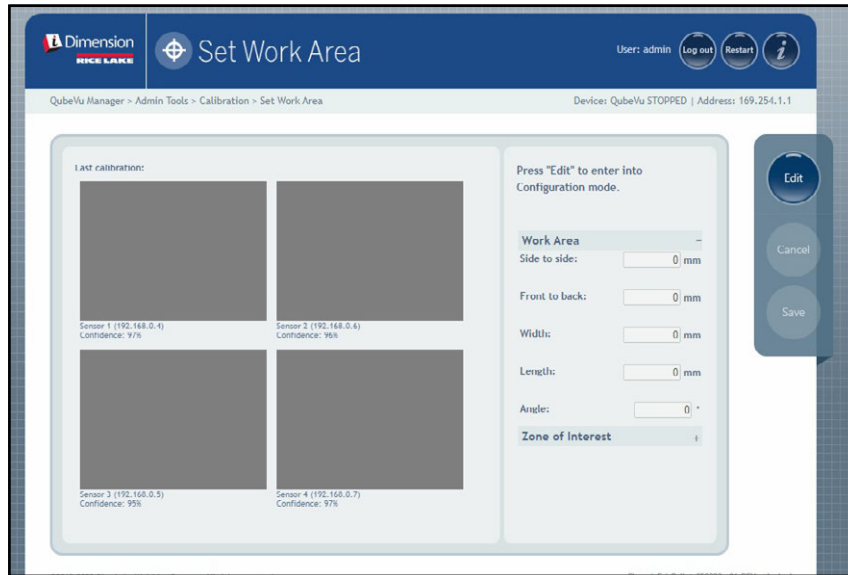 iDimension
RICE LAKE
Set Work Area
User: admin
Log out
Restart
i
QubeVu Manager > Admin Tools > Calibration > Set Work Area
Device: QubeVu STOPPED | Address: 169.254.1.1
Last calibration:
Sensor 1 (192.168.0.4)
Confidence: 97%
Sensor 2 (192.168.0.6)
Confidence: 96%
Sensor 3 (192.168.0.5)
Confidence: 95%
Sensor 4 (192.168.0.7)
Confidence: 97%
Press "Edit" to enter into
Configuration mode.
Work Area -
Side to side: 0 mm
Front to back: 0 mm
Width: 0 mm
Length: 0 mm
Angle: 0 °
Zone of Interest
Edit
Cancel
Save